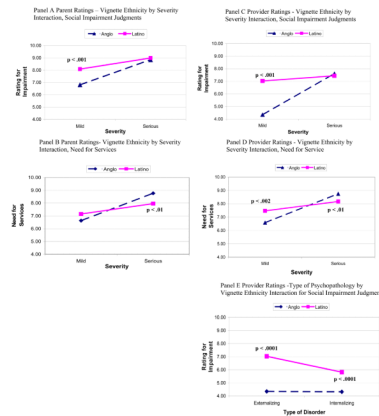 Panel A Parent Ratings – Vignette Ethnicity by Severity
Interaction, Social Impairment Judgments
Anglo Latino
10.00
9.00
8.00
7.00
6.00
5.00
4.00
Rating for
Impairment
p < .001
Mild Serious
Severity
Panel C Provider Ratings - Vignette Ethnicity by
Severity Interaction, Social Impairment Judgments
Anglo Latino
10.00
9.00
8.00
7.00
6.00
5.00
4.00
Rating for
Impairment
p < .001
Mild Serious
Severity
Panel B Parent Ratings- Vignette Ethnicity by Severity
Interaction, Need for Services
Anglo Latino
10.00
9.00
8.00
7.00
6.00
5.00
4.00
Need for
Services
p < .01
Mild Serious
Severity
Panel D Provider Ratings - Vignette Ethnicity by
Severity Interaction, Need for Service
Anglo Latino
10.00
9.00
8.00
7.00
6.00
5.00
4.00
Need for
Services
p < .002
p < .01
Mild Serious
Severity
Panel E Provider Ratings -Type of Psychopathology by
Vignette Ethnicity Interaction for Social Impairment Judgmen
Anglo Latino
10.00
9.00
8.00
7.00
6.00
5.00
4.00
Rating for
Impairment
p < .0001
p < .0001
Externalizing Internalizing
Type of Disorder